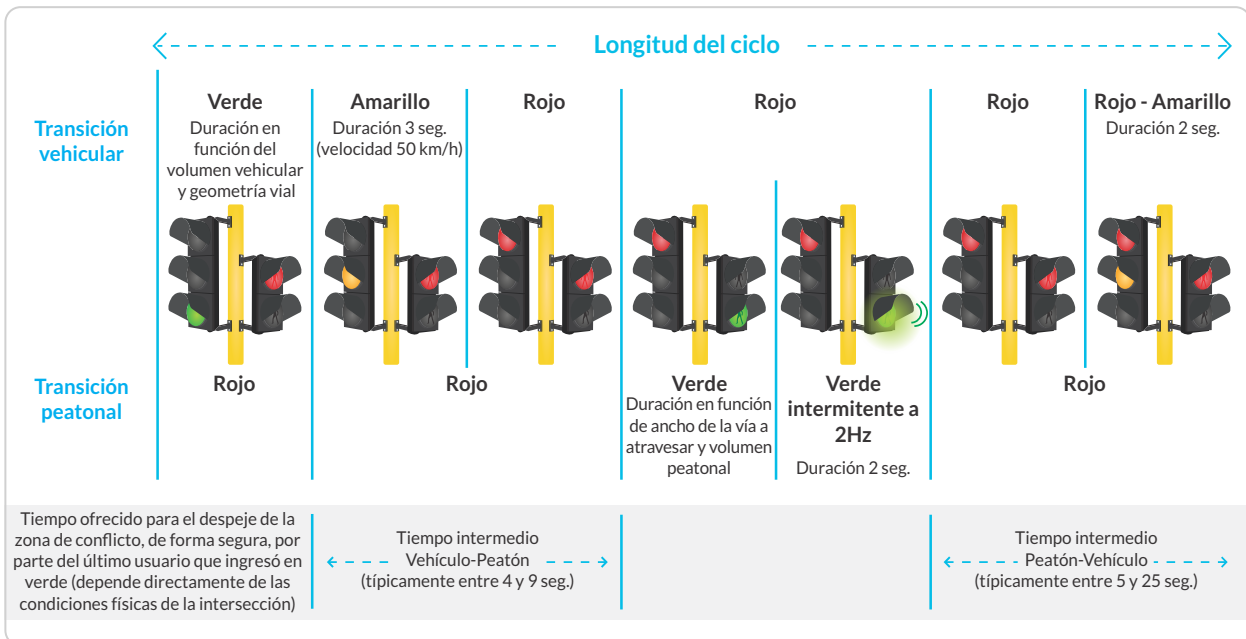 Longitud del ciclo
Transición
vehicular
Verde
Duración en
función del
volumen vehicular
y geometría vial
Amarillo
Duración 3 seg.
(velocidad 50 km/h)
Rojo
Rojo
Rojo
Rojo - Amarillo
Duración 2 seg.
Transición
peatonal
Rojo
Rojo
Verde
Duración en función
de ancho de la vía a
atravesar y volumen
peatonal
Verde
intermitente a
2Hz
Duración 2 seg.
Rojo
Tiempo ofrecido para el despeje de la
zona de conflicto, de forma segura, por
parte del último usuario que ingresó en
verde (depende directamente de las
condiciones físicas de la intersección)
Tiempo intermedio
Vehículo-Peatón
(típicamente entre 4 y 9 seg.)
Tiempo intermedio
Peatón-Vehículo
(típicamente entre 5 y 25 seg.)